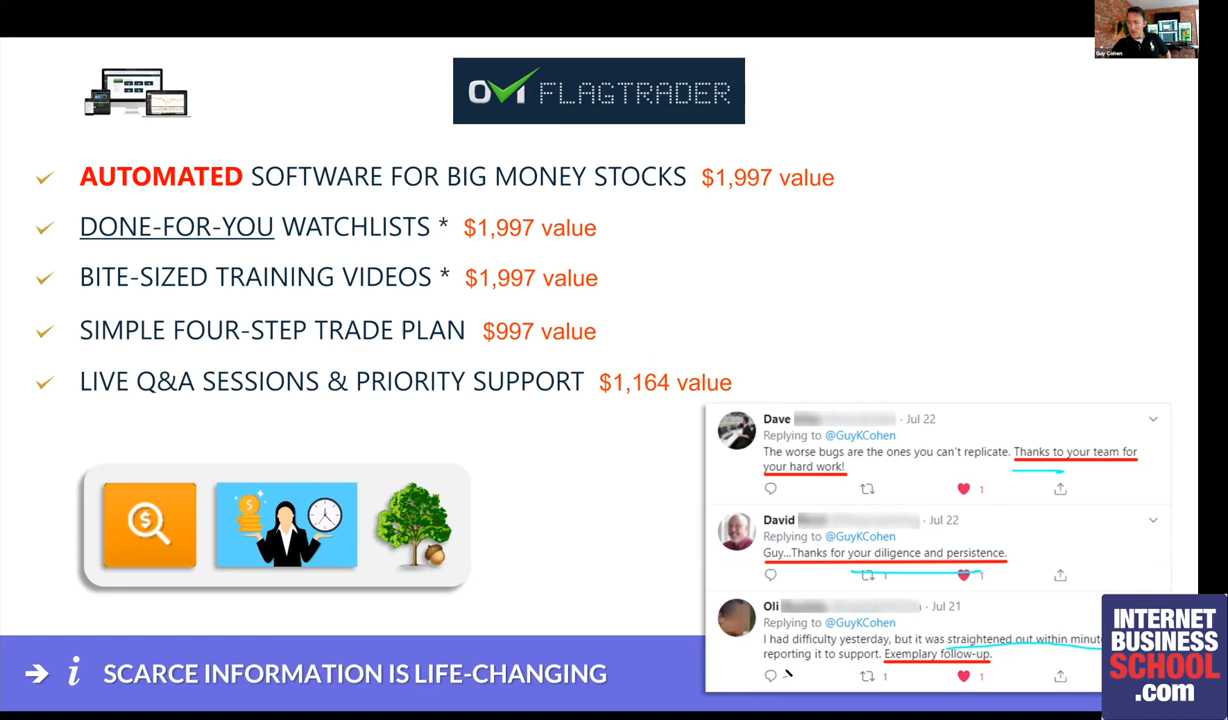 Guy Cohen
OVI FLAGTRADER
AUTOMATED SOFTWARE FOR BIG MONEY STOCKS $1,997 value
DONE-FOR-YOU WATCHLISTS * $1,997 value
BITE-SIZED TRAINING VIDEOS * $1,997 value
SIMPLE FOUR-STEP TRADE PLAN $997 value
LIVE Q&A SESSIONS & PRIORITY SUPPORT $1,164 value
Dave · Jul 22
Replying to @GuyKCohen
The worse bugs are the ones you can't replicate. Thanks to your team for
your hard work!
1
David · Jul 22
Replying to @GuyKCohen
Guy...Thanks for your diligence and persistence.
1 1
Oli · Jul 21
Replying to @GuyKCohen
I had difficulty yesterday, but it was straightened out within minute
reporting it to support. Exemplary follow-up.
1 1
i SCARCE INFORMATION IS LIFE-CHANGING
INTERNET
BUSINESS
SCHOOL
.com